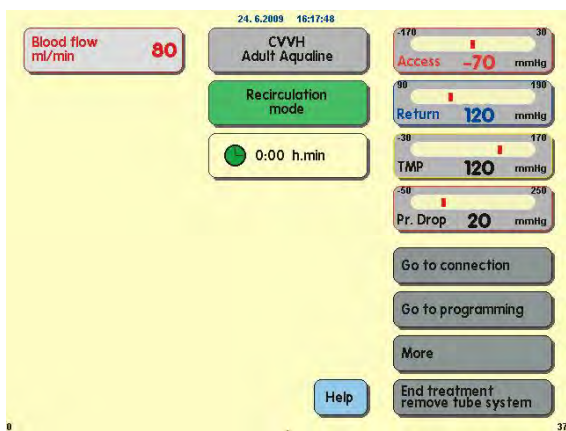 24. 6.2009 16:17:48
Blood flow
ml/min 80
CVVH
Adult Aqualine
Recirculation
mode
0:00 h.min
-170 30
Access -70 mmHg
90 190
Return 120 mmHg
-30 170
TMP 120 mmHg
-50 250
Pr. Drop 20 mmHg
Go to connection
Go to programming
More
Help
End treatment
remove tube system
0 37